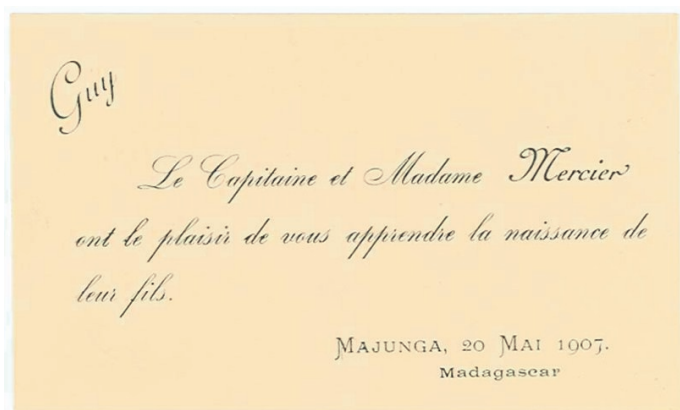 Guy
Le Capitaine et Madame Mercier
ont le plaisir de vous apprendre la naissance de
leur fils.
MAJUNGA, 20 MAI 1907.
Madagascar